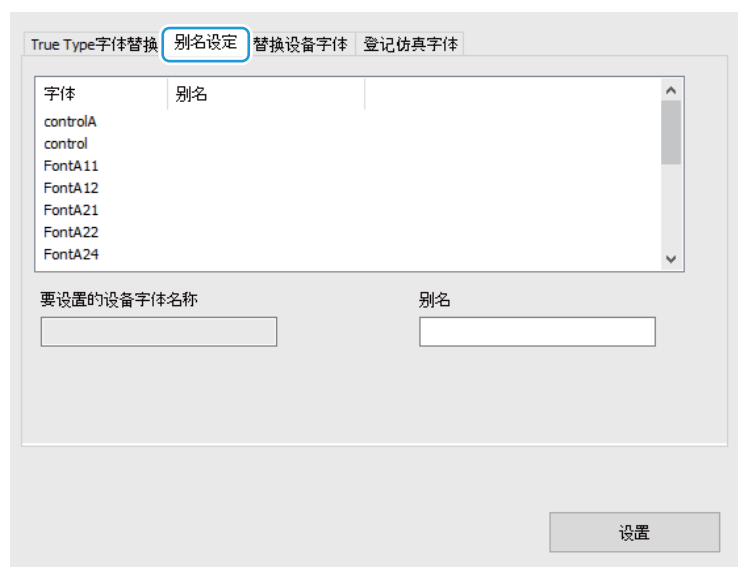 True Type字体替换 别名设定 替换设备字体 登记仿真字体
字体 别名
controlA
control
FontA11
FontA12
FontA21
FontA22
FontA24
要设置的设备字体名称 别名
设置